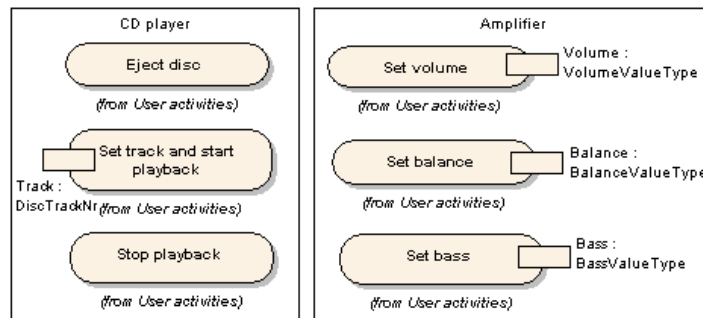 CD player
Eject disc
(from User activities)
Set track and start
playback
Track :
DiscTrackNr
(from User activities)
Stop playback
(from User activities)
Amplifier
Set volume
Volume :
VolumeValueType
(from User activities)
Set balance
Balance :
BalanceValueType
(from User activities)
Set bass
Bass :
BassValueType
(from User activities)